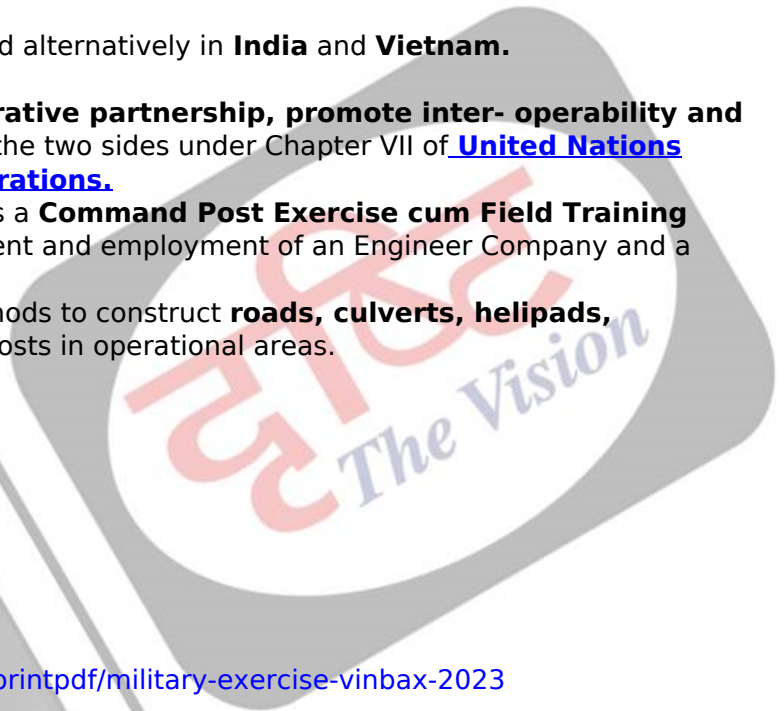 d alternatively in India and Vietnam.
rative partnership, promote inter- operability and
the two sides under Chapter VII of United Nations
rations.
s a Command Post Exercise cum Field Training
ent and employment of an Engineer Company and a
nods to construct roads, culverts, helipads,
osts in operational areas.
दृष्टि
The Vision
printpdf/military-exercise-vinbax-2023